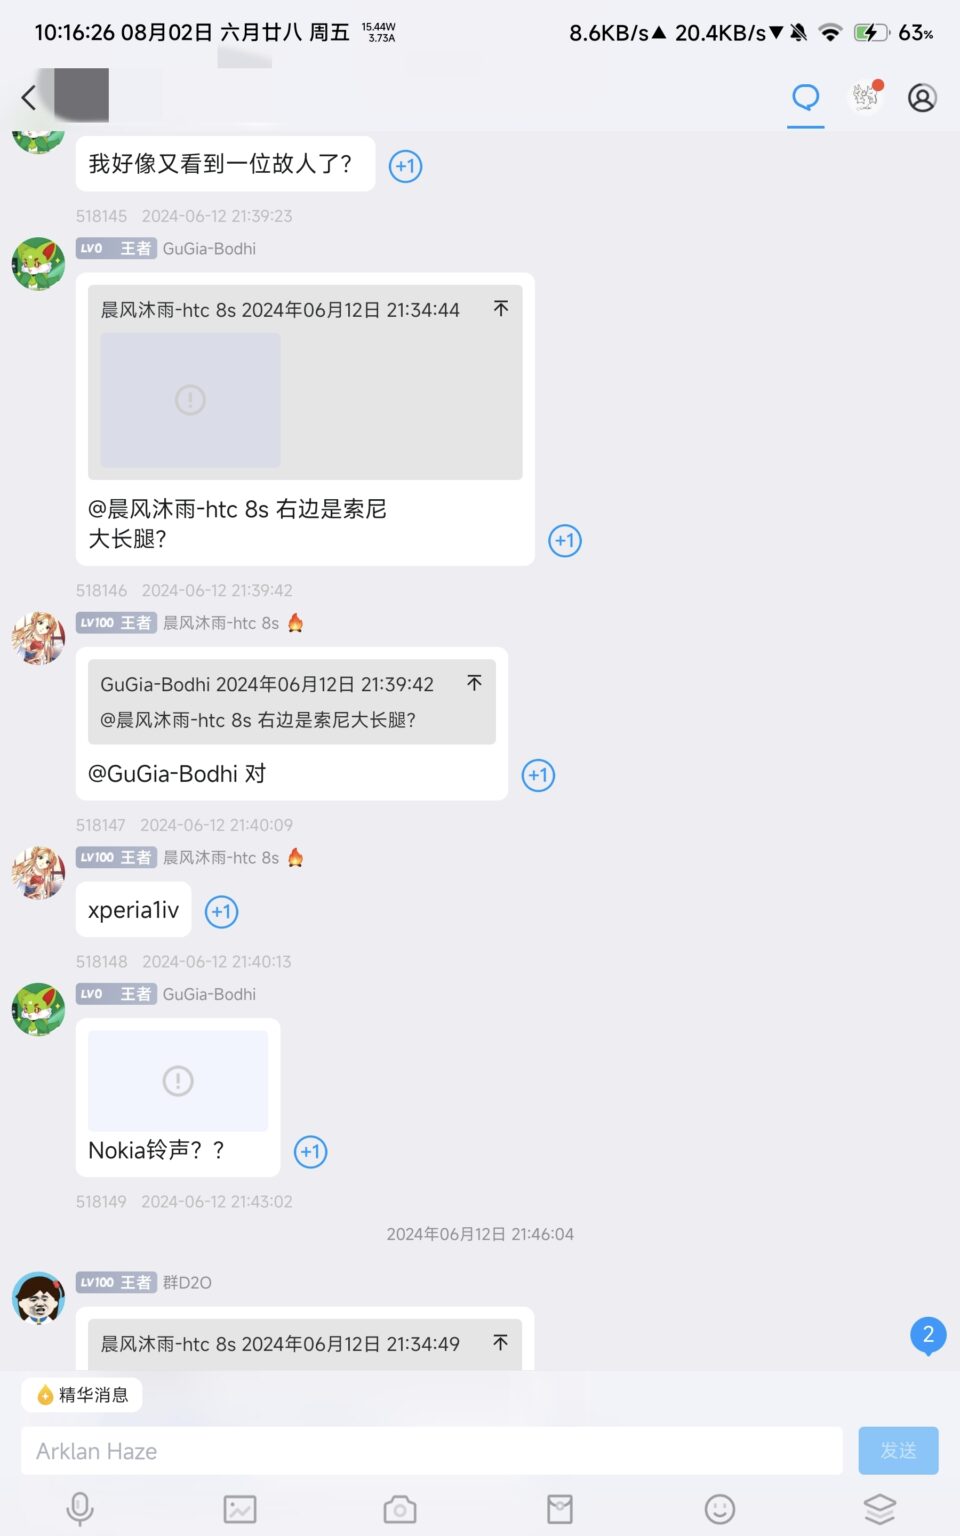 10:16:26 08月02日 六月廿八 周五 15.44W 3.73A 8.6KB/s▲ 20.4KB/s▼ 63%
我好像又看到一位故人了？ +1
518145 2024-06-12 21:39:23
LV0 王者 GuGia-Bodhi
晨风沐雨-htc 8s 2024年06月12日 21:34:44
@晨风沐雨-htc 8s 右边是索尼
大长腿？ +1
518146 2024-06-12 21:39:42
LV100 王者 晨风沐雨-htc 8s 🔥
GuGia-Bodhi 2024年06月12日 21:39:42
@晨风沐雨-htc 8s 右边是索尼大长腿？
@GuGia-Bodhi 对 +1
518147 2024-06-12 21:40:09
LV100 王者 晨风沐雨-htc 8s 🔥
xperia1iv +1
518148 2024-06-12 21:40:13
LV0 王者 GuGia-Bodhi
Nokia铃声？？ +1
518149 2024-06-12 21:43:02
2024年06月12日 21:46:04
LV100 王者 群D2O
晨风沐雨-htc 8s 2024年06月12日 21:34:49
2
精华消息
Arklan Haze 发送